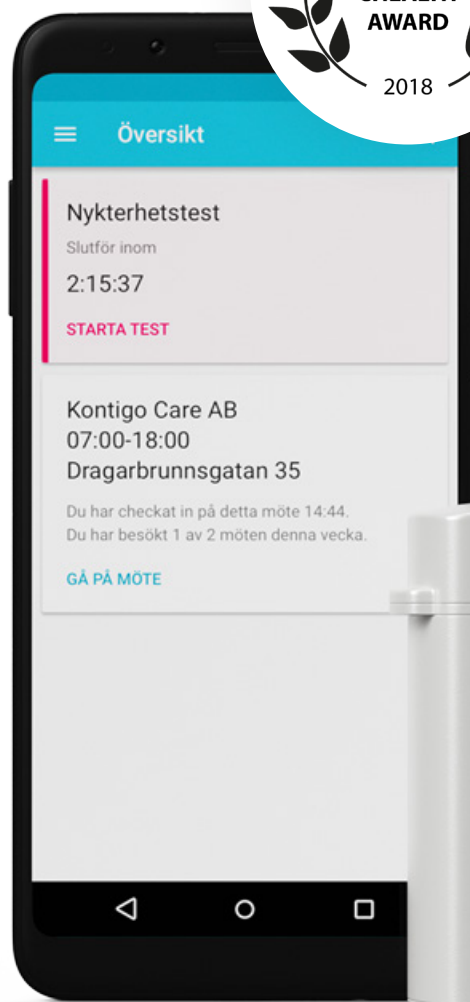 AWARD
2018
Översikt
Nykterhetstest
Slutför inom
2:15:37
STARTA TEST
Kontigo Care AB
07:00-18:00
Dragarbrunnsgatan 35
Du har checkat in på detta möte 14:44.
Du har besökt 1 av 2 möten denna vecka.
GÅ PÅ MÖTE